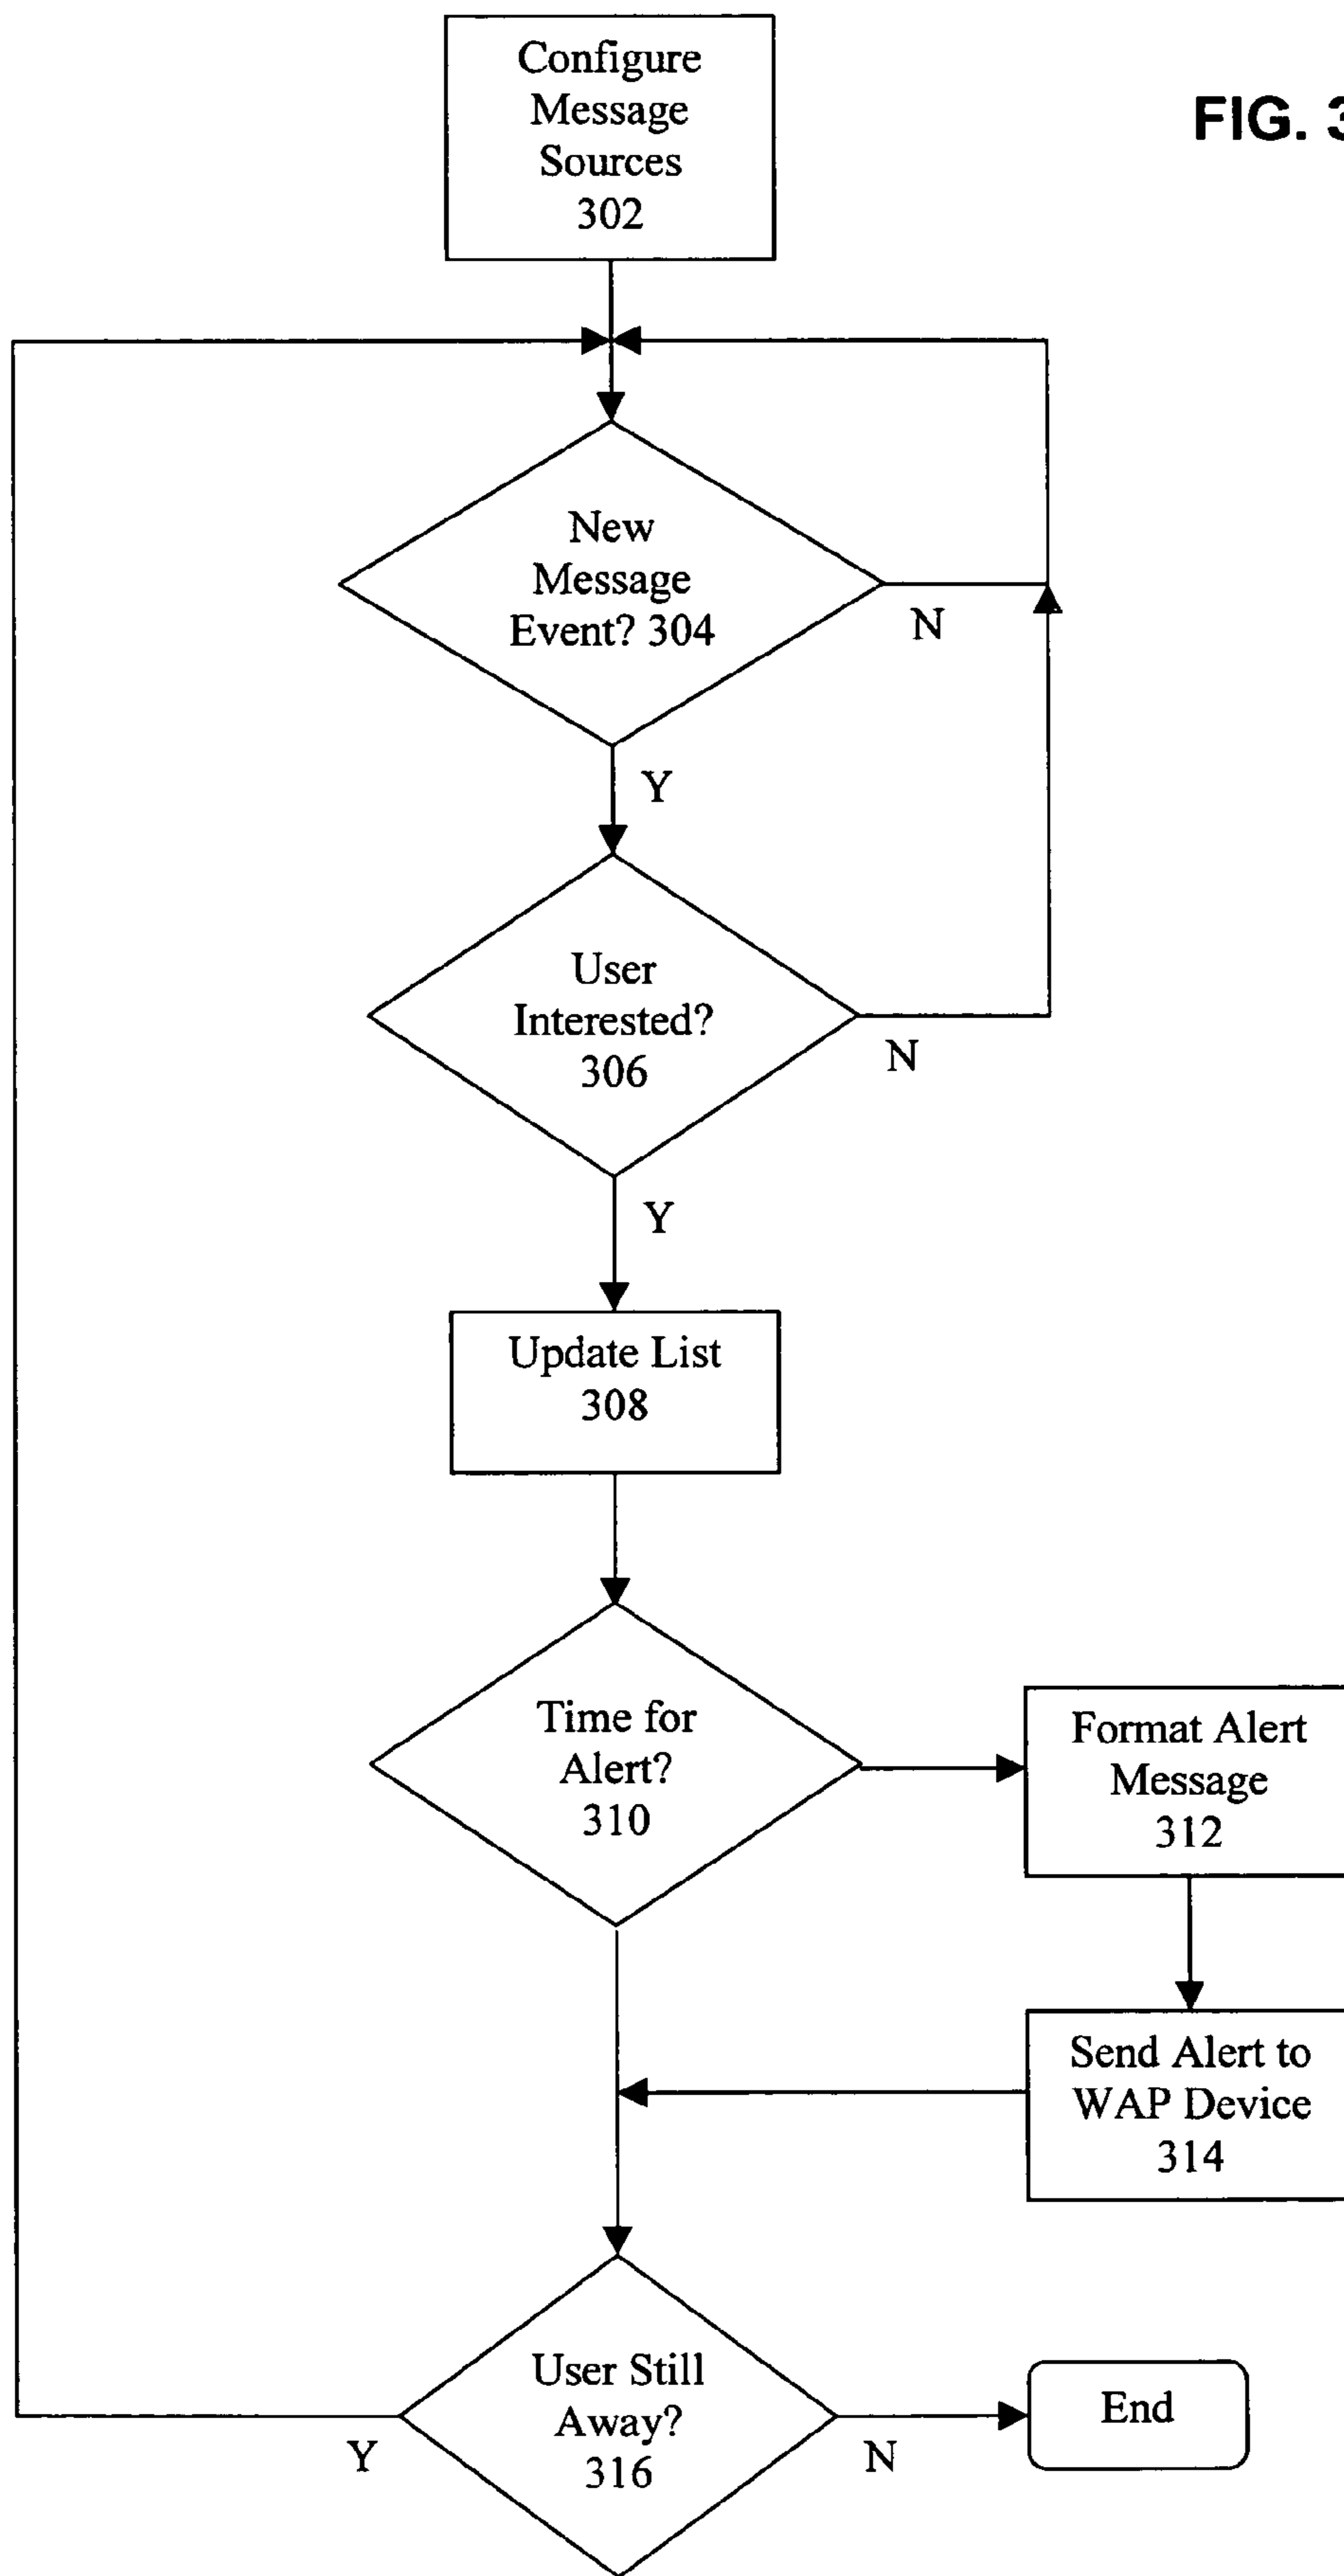 Configure
Message
Sources
302
FIG. 3
New
Message
Event? 304
N
Y
User
Interested?
306
N
Y
Update List
308
Time for
Alert?
310
Format Alert
Message
312
Send Alert to
WAP Device
314
User Still
Away?
316
Y
N
End